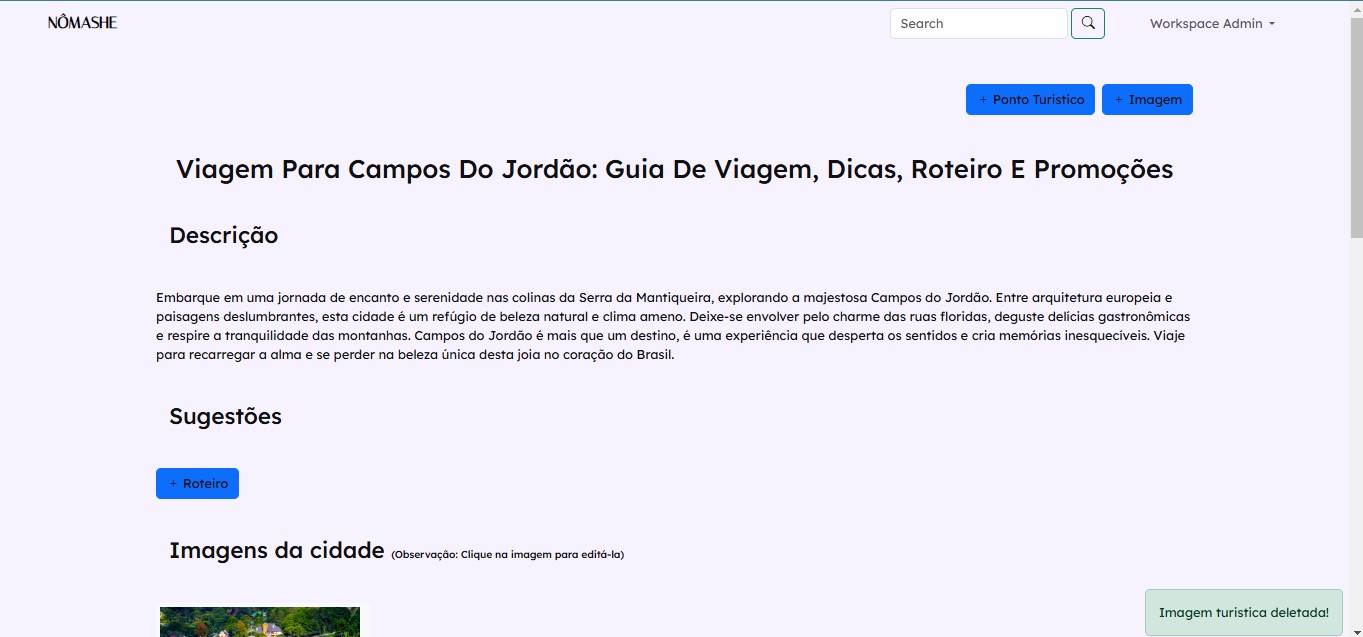 NÔMASHE
Search
Workspace Admin
+ Ponto Turistico
+ Imagem
Viagem Para Campos Do Jordão: Guia De Viagem, Dicas, Roteiro E Promoções
Descrição
Embarque em uma jornada de encanto e serenidade nas colinas da Serra da Mantiqueira, explorando a majestosa Campos do Jordão. Entre arquitetura europeia e
paisagens deslumbrantes, esta cidade é um refúgio de beleza natural e clima ameno. Deixe-se envolver pelo charme das ruas floridas, deguste delícias gastronômicas
e respire a tranquilidade das montanhas. Campos do Jordão é mais que um destino, é uma experiência que desperta os sentidos e cria memórias inesquecíveis. Viaje
para recarregar a alma e se perder na beleza única desta joia no coração do Brasil.
Sugestões
+ Roteiro
Imagens da cidade (Observação: Clique na imagem para editá-la)
Imagem turistica deletada!